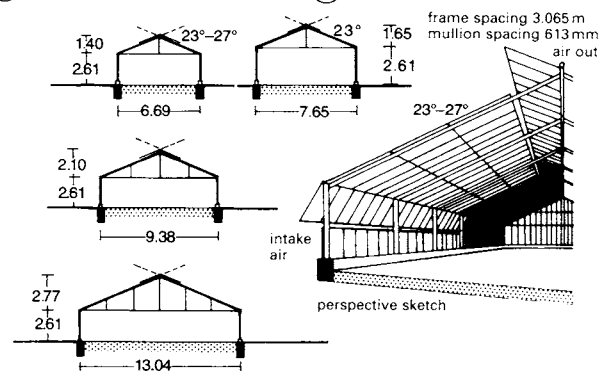 frame spacing 3.065 m
mullion spacing 613 mm
air out
1.40
2.61
23°–27°
6.69
23°
1.65
2.61
7.65
23°–27°
2.10
2.61
9.38
intake
air
2.77
2.61
13.04
perspective sketch